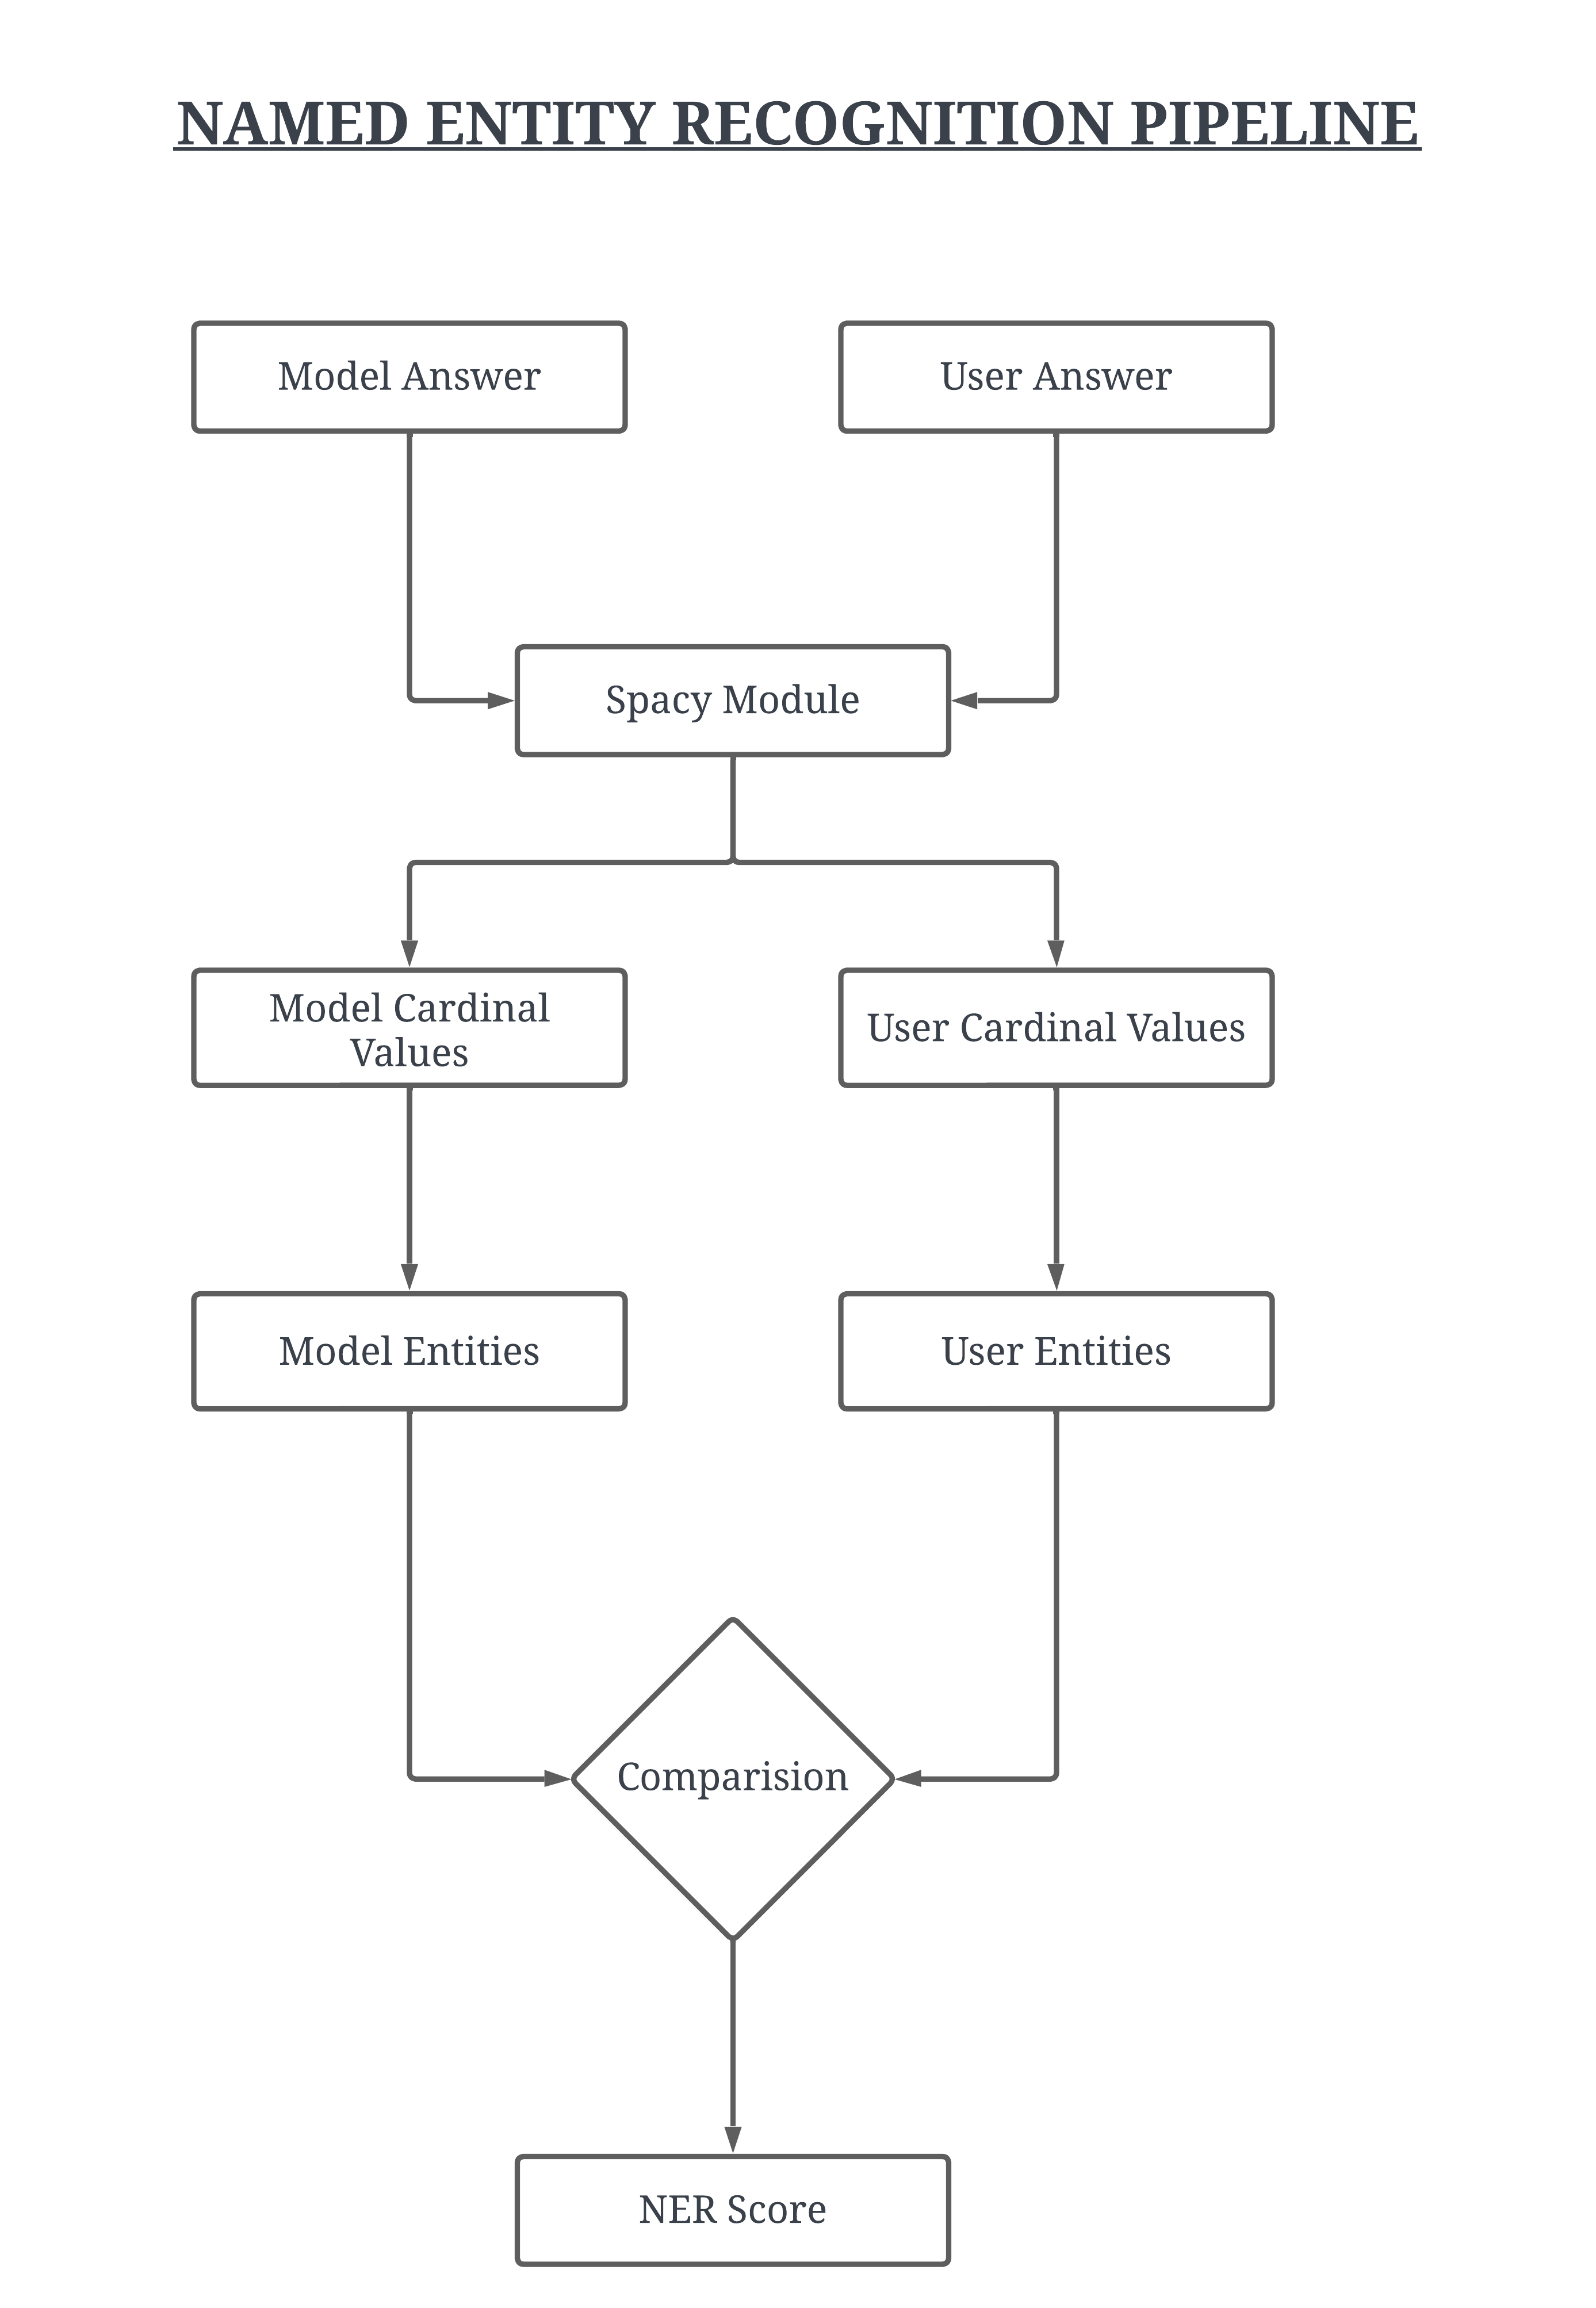 NAMED ENTITY RECOGNITION PIPELINE
Model Answer
User Answer
Spacy Module
Model Cardinal
Values
User Cardinal Values
Model Entities
User Entities
Comparision
NER Score